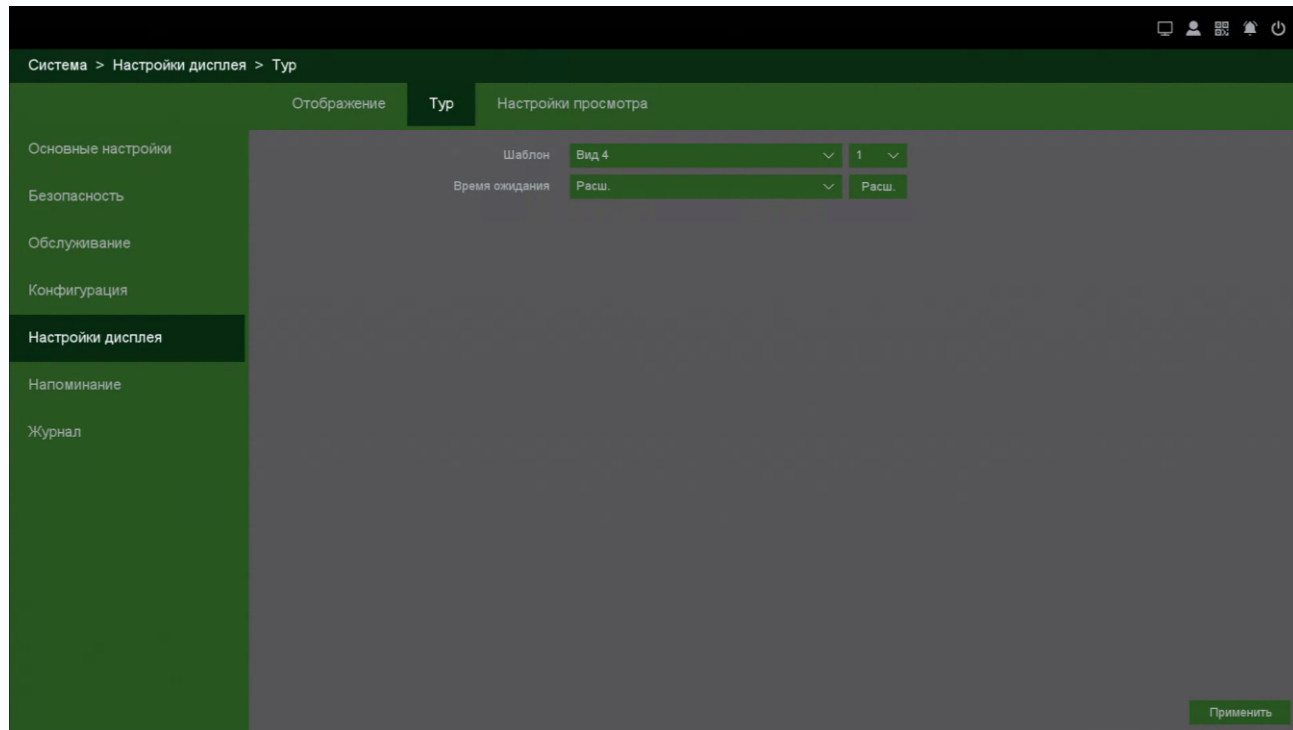 Система > Настройки дисплея > Тур
Отображение Тур Настройки просмотра
Основные настройки
Безопасность
Обслуживание
Конфигурация
Настройки дисплея
Напоминание
Журнал
Шаблон Вид 4 1
Время ожидания Расш. Расш.
Применить